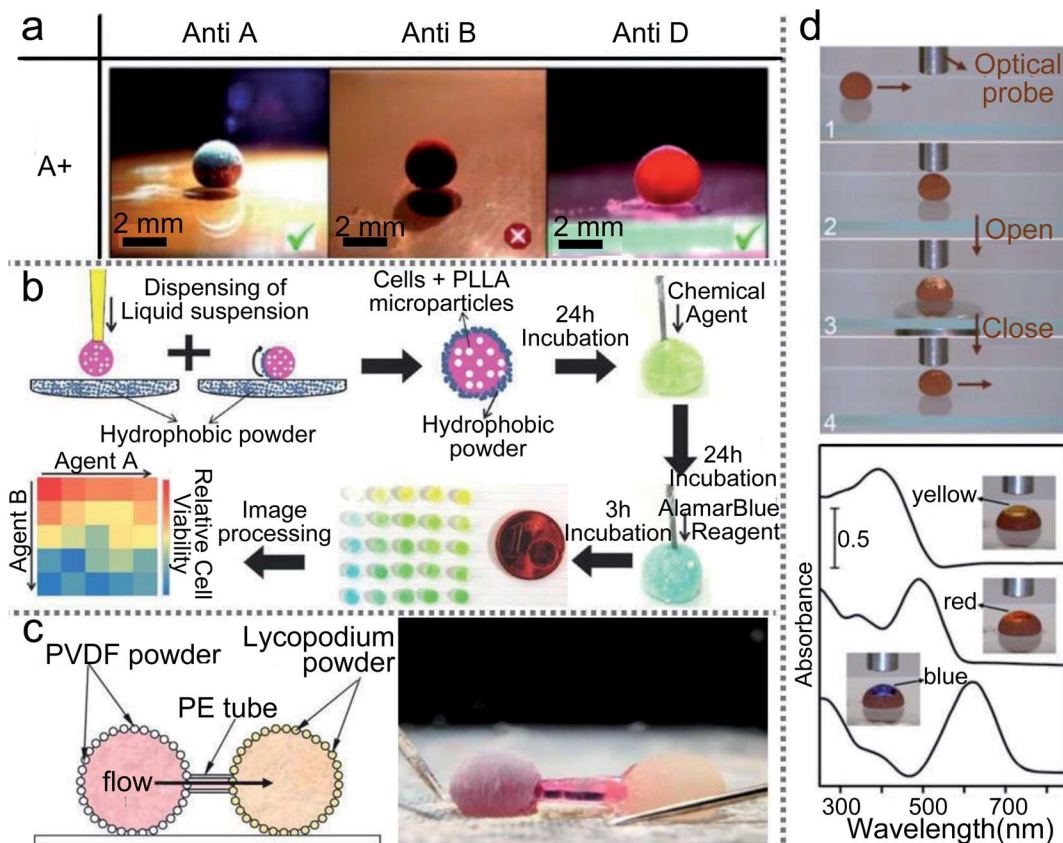 a
Anti A
Anti B
Anti D
A+
2 mm
2 mm
2 mm
b
Dispensing of
Liquid suspension
Hydrophobic powder
Cells + PLLA
microparticles
Hydrophobic
powder
24h
Incubation
Chemical
Agent
24h
Incubation
AlamarBlue
Reagent
3h
Incubation
Image
processing
Agent A
Agent B
Relative Cell
Viability
c
PVDF powder
Lycopodium
powder
PE tube
flow
d
Optical
probe
1
2
Open
3
Close
4
yellow
0.5
red
blue
Absorbance
300
500
700
Wavelength(nm)